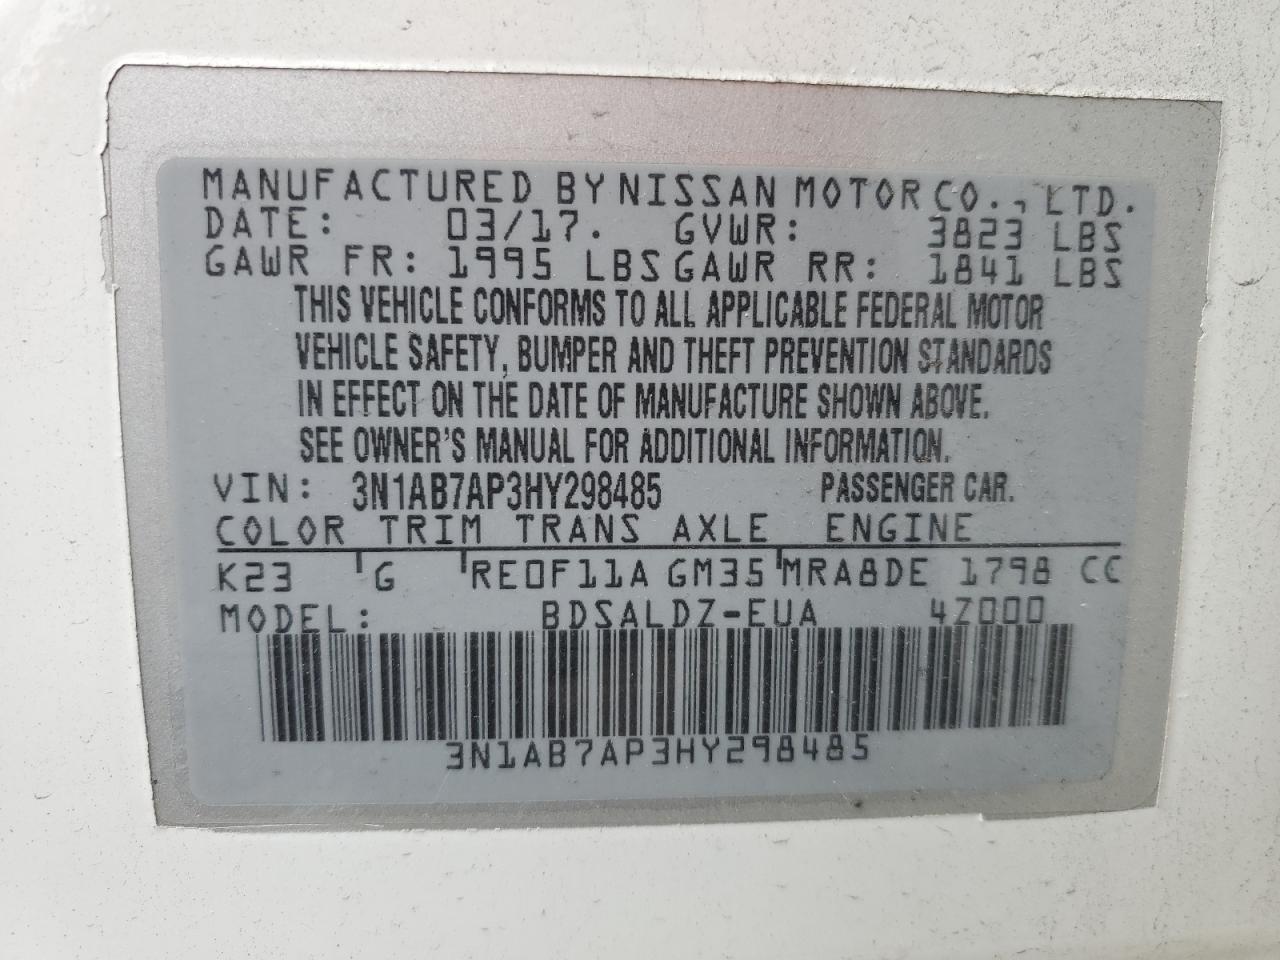 MANUFACTURED BY NISSAN MOTOR CO., LTD.
DATE: 03/17. GVWR: 3823 LBS
GAWR FR: 1995 LBS GAWR RR: 1841 LBS
THIS VEHICLE CONFORMS TO ALL APPLICABLE FEDERAL MOTOR
VEHICLE SAFETY, BUMPER AND THEFT PREVENTION STANDARDS
IN EFFECT ON THE DATE OF MANUFACTURE SHOWN ABOVE.
SEE OWNER'S MANUAL FOR ADDITIONAL INFORMATION.
VIN: 3N1AB7AP3HY298485 PASSENGER CAR.
COLOR TRIM TRANS AXLE ENGINE
K23 G RE0F11A GM35 MRA8DE 1798 CC
MODEL: BDSALDZ-EUA 4Z000
3N1AB7AP3HY298485